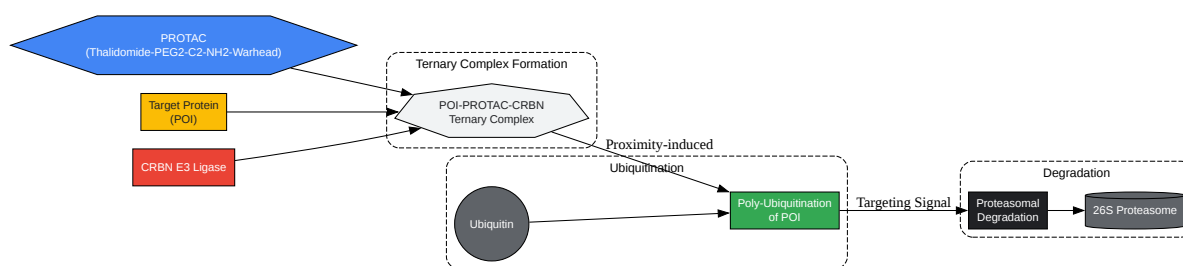 PROTAC
(Thalidomide-PEG2-C2-NH2-Warhead)
Target Protein
(POI)
CRBN E3 Ligase
Ternary Complex Formation
POI-PROTAC-CRBN
Ternary Complex
Proximity-induced
Ubiquitination
Ubiquitin
Poly-Ubiquitination
of POI
Targeting Signal
Degradation
Proteasomal
Degradation
26S Proteasome